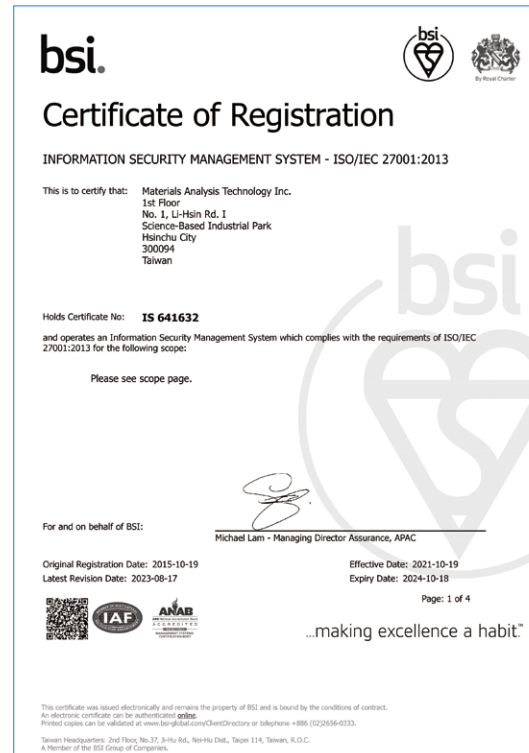 bsi.
bsi
By Royal Charter
Certificate of Registration
INFORMATION SECURITY MANAGEMENT SYSTEM - ISO/IEC 27001:2013
This is to certify that: Materials Analysis Technology Inc.
1st Floor
No. 1, Li-Hsin Rd. I
Science-Based Industrial Park
Hsinchu City
300094
Taiwan
bsi
Holds Certificate No: IS 641632
and operates an Information Security Management System which complies with the requirements of ISO/IEC
27001:2013 for the following scope:
Please see scope page.
For and on behalf of BSI:
Michael Lam - Managing Director Assurance, APAC
Original Registration Date: 2015-10-19 Effective Date: 2021-10-19
Latest Revision Date: 2023-08-17 Expiry Date: 2024-10-18
Page: 1 of 4
IAF
ANAB
ACCREDITED
MANAGEMENT SYSTEMS
CERTIFICATION BODY
...making excellence a habit.™
This certificate was issued electronically and remains the property of BSI and is bound by the conditions of contract.
An electronic certificate can be authenticated online.
Printed copies can be validated at www.bsi-global.com/ClientDirectory or telephone +886 (02)2656-0333.
Taiwan Headquarters: 2nd Floor, No.37, Ji-Hu Rd., Nei-Hu Dist., Taipei 114, Taiwan, R.O.C.
A Member of the BSI Group of Companies.